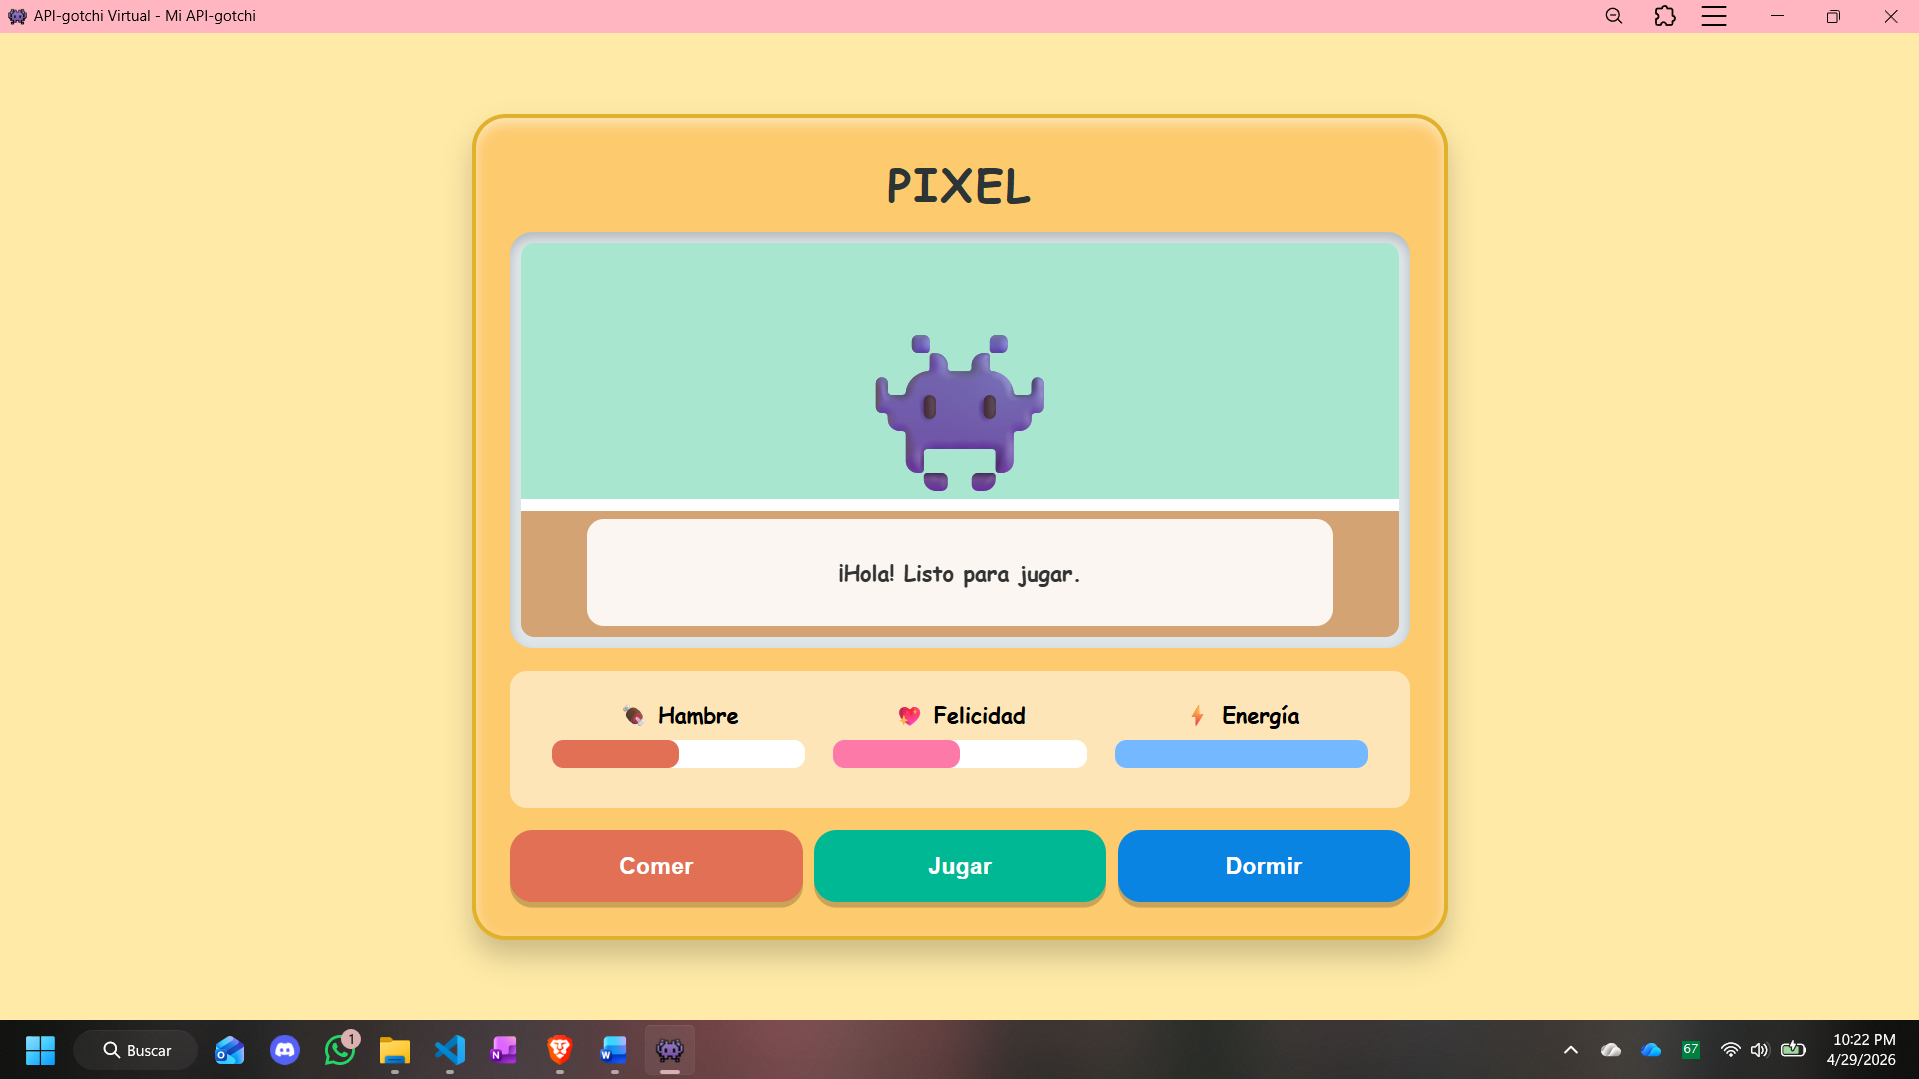 API-gotchi Virtual - Mi API-gotchi
PIXEL
¡Hola! Listo para jugar.
Hambre
Felicidad
Energía
Comer
Jugar
Dormir
Buscar
1
67
10:22 PM
4/29/2026